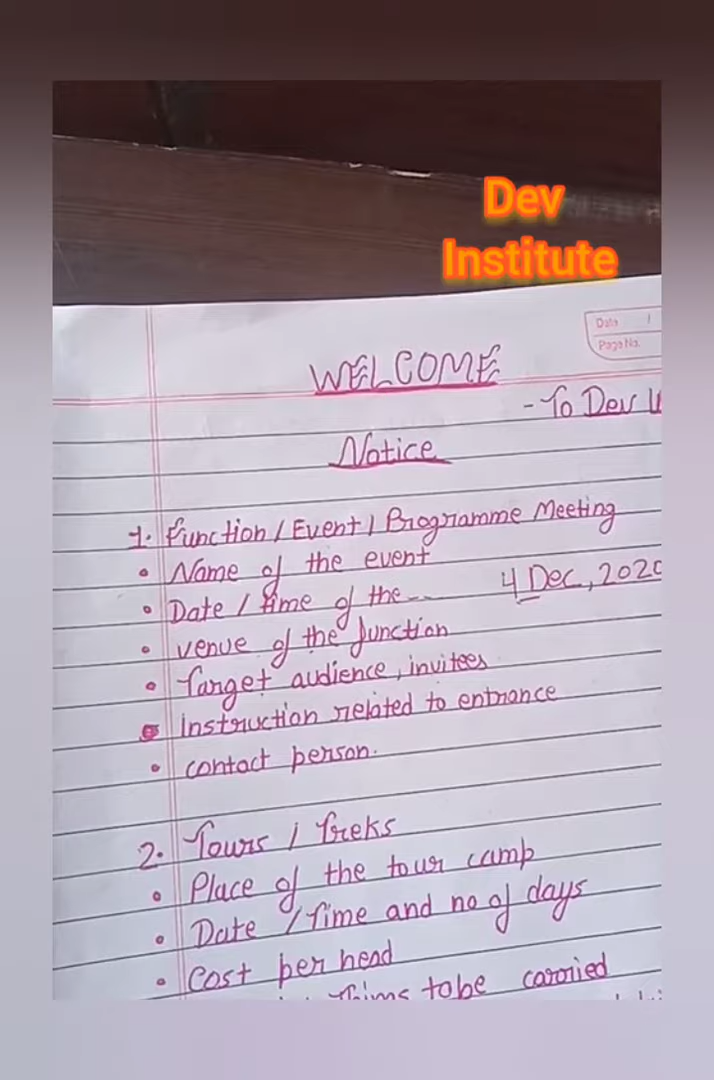 Dev
Institute
Date /
Page No.
WELCOME
- To Dev
Notice
1. Function / Event / Programme Meeting
• Name of the event
• Date / time of the --- 4 Dec, 2020
• venue of the function
• Target audience, invitees
• instruction related to entrance
• contact person.
2. Tours / Treks
• Place of the tour camp
• Date / Time and no of days
• Cost per head
to be carried